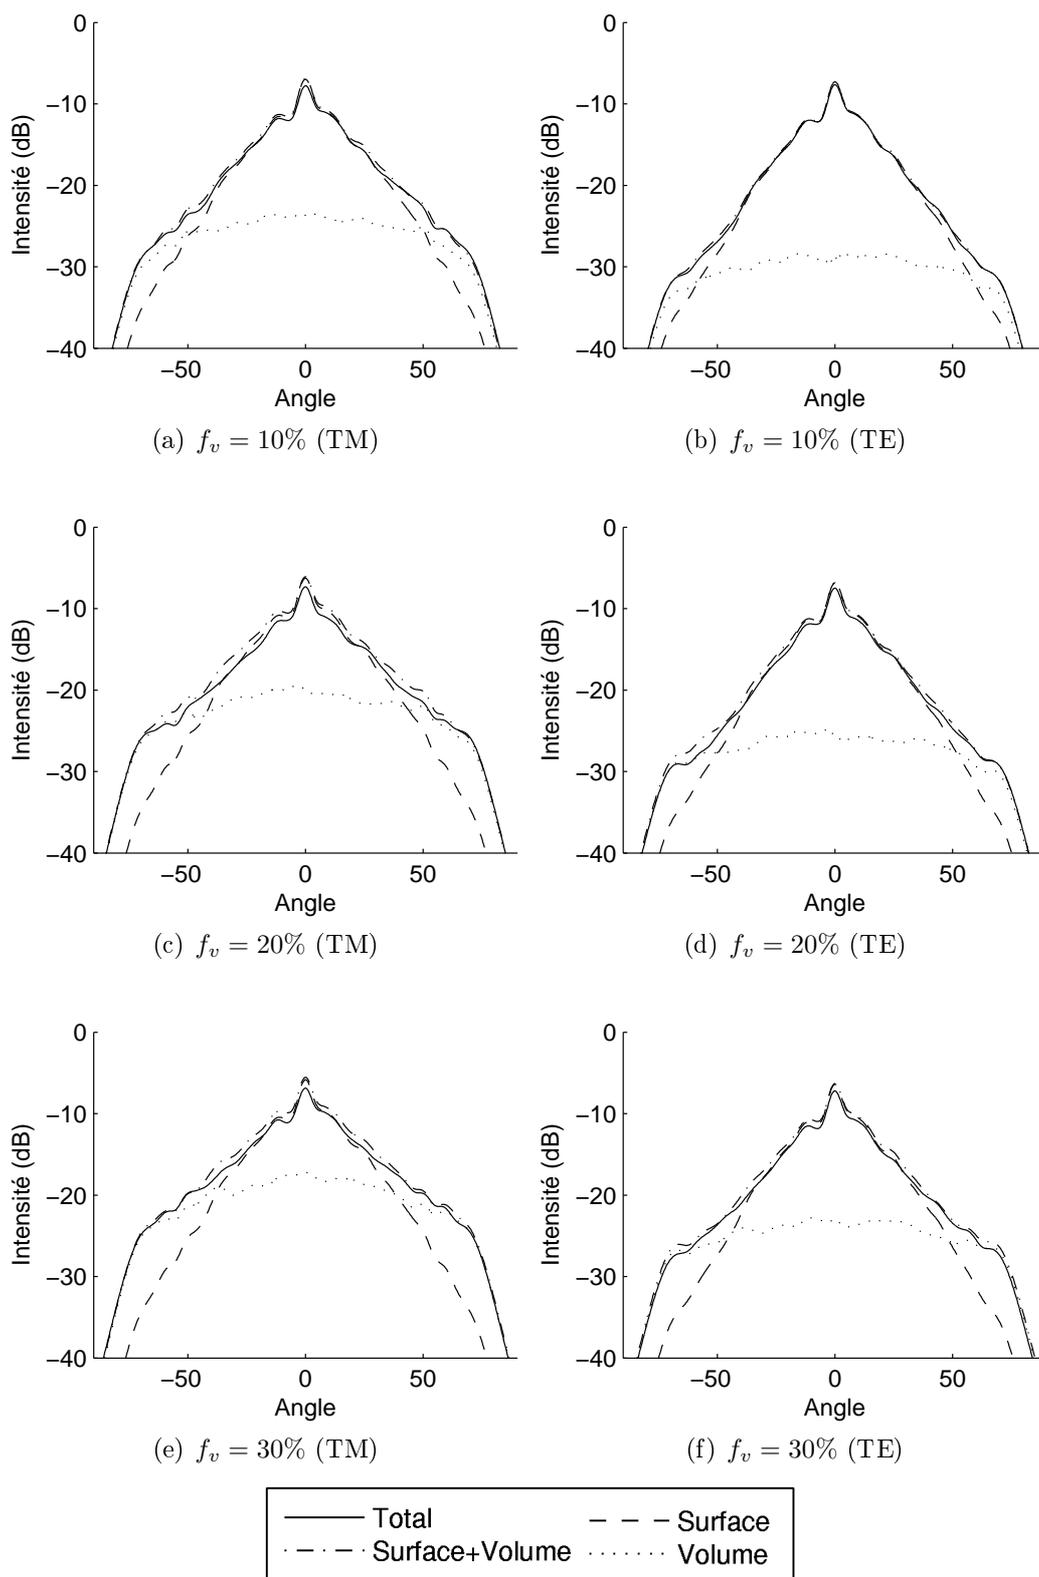 0
−10
−20
−30
−40
Intensité (dB)
−50 0 50
Angle
(a) f_v = 10% (TM)
0
−10
−20
−30
−40
Intensité (dB)
−50 0 50
Angle
(b) f_v = 10% (TE)
0
−10
−20
−30
−40
Intensité (dB)
−50 0 50
Angle
(c) f_v = 20% (TM)
0
−10
−20
−30
−40
Intensité (dB)
−50 0 50
Angle
(d) f_v = 20% (TE)
0
−10
−20
−30
−40
Intensité (dB)
−50 0 50
Angle
(e) f_v = 30% (TM)
0
−10
−20
−30
−40
Intensité (dB)
−50 0 50
Angle
(f) f_v = 30% (TE)
Total
Surface
Surface+Volume
Volume